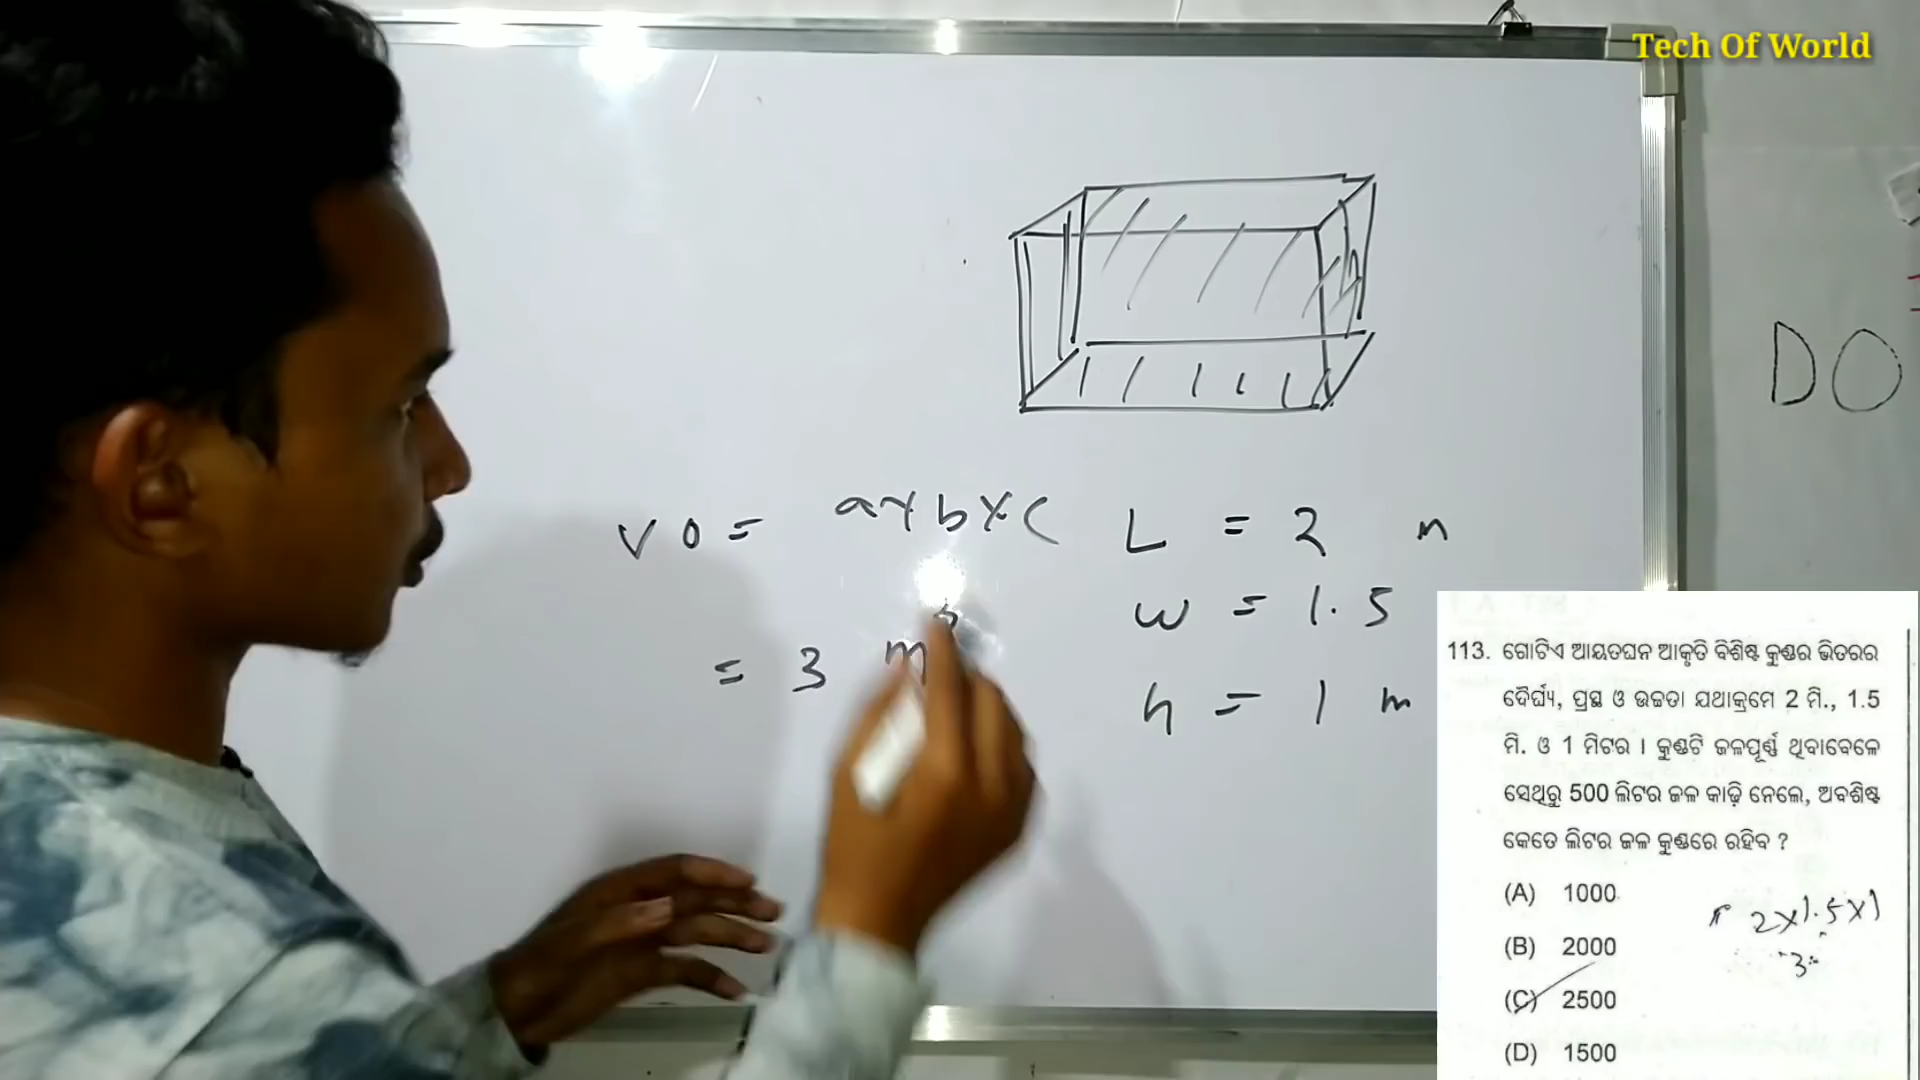 Tech Of World
DO
VO = a×b×c
= 3 m³
L = 2 m
w = 1.5
h = 1 m
113. ଗୋଟିଏ ଆୟତଘନ ଆକୃତି ବିଶିଷ୍ଟ କୁଣ୍ଡର ଭିତରର
ଦୈର୍ଘ୍ୟ, ପ୍ରସ୍ଥ ଓ ଉଚ୍ଚତା ଯଥାକ୍ରମେ 2 ମି., 1.5
ମି. ଓ 1 ମିଟର । କୁଣ୍ଡଟି ଜଳପୂର୍ଣ୍ଣ ଥିବାବେଳେ
ସେଥିରୁ 500 ଲିଟର ଜଳ କାଢ଼ି ନେଲେ, ଅବଶିଷ୍ଟ
କେତେ ଲିଟର ଜଳ କୁଣ୍ଡରେ ରହିବ ?
(A) 1000
(B) 2000
(C) 2500
(D) 1500
2×1.5×1
3